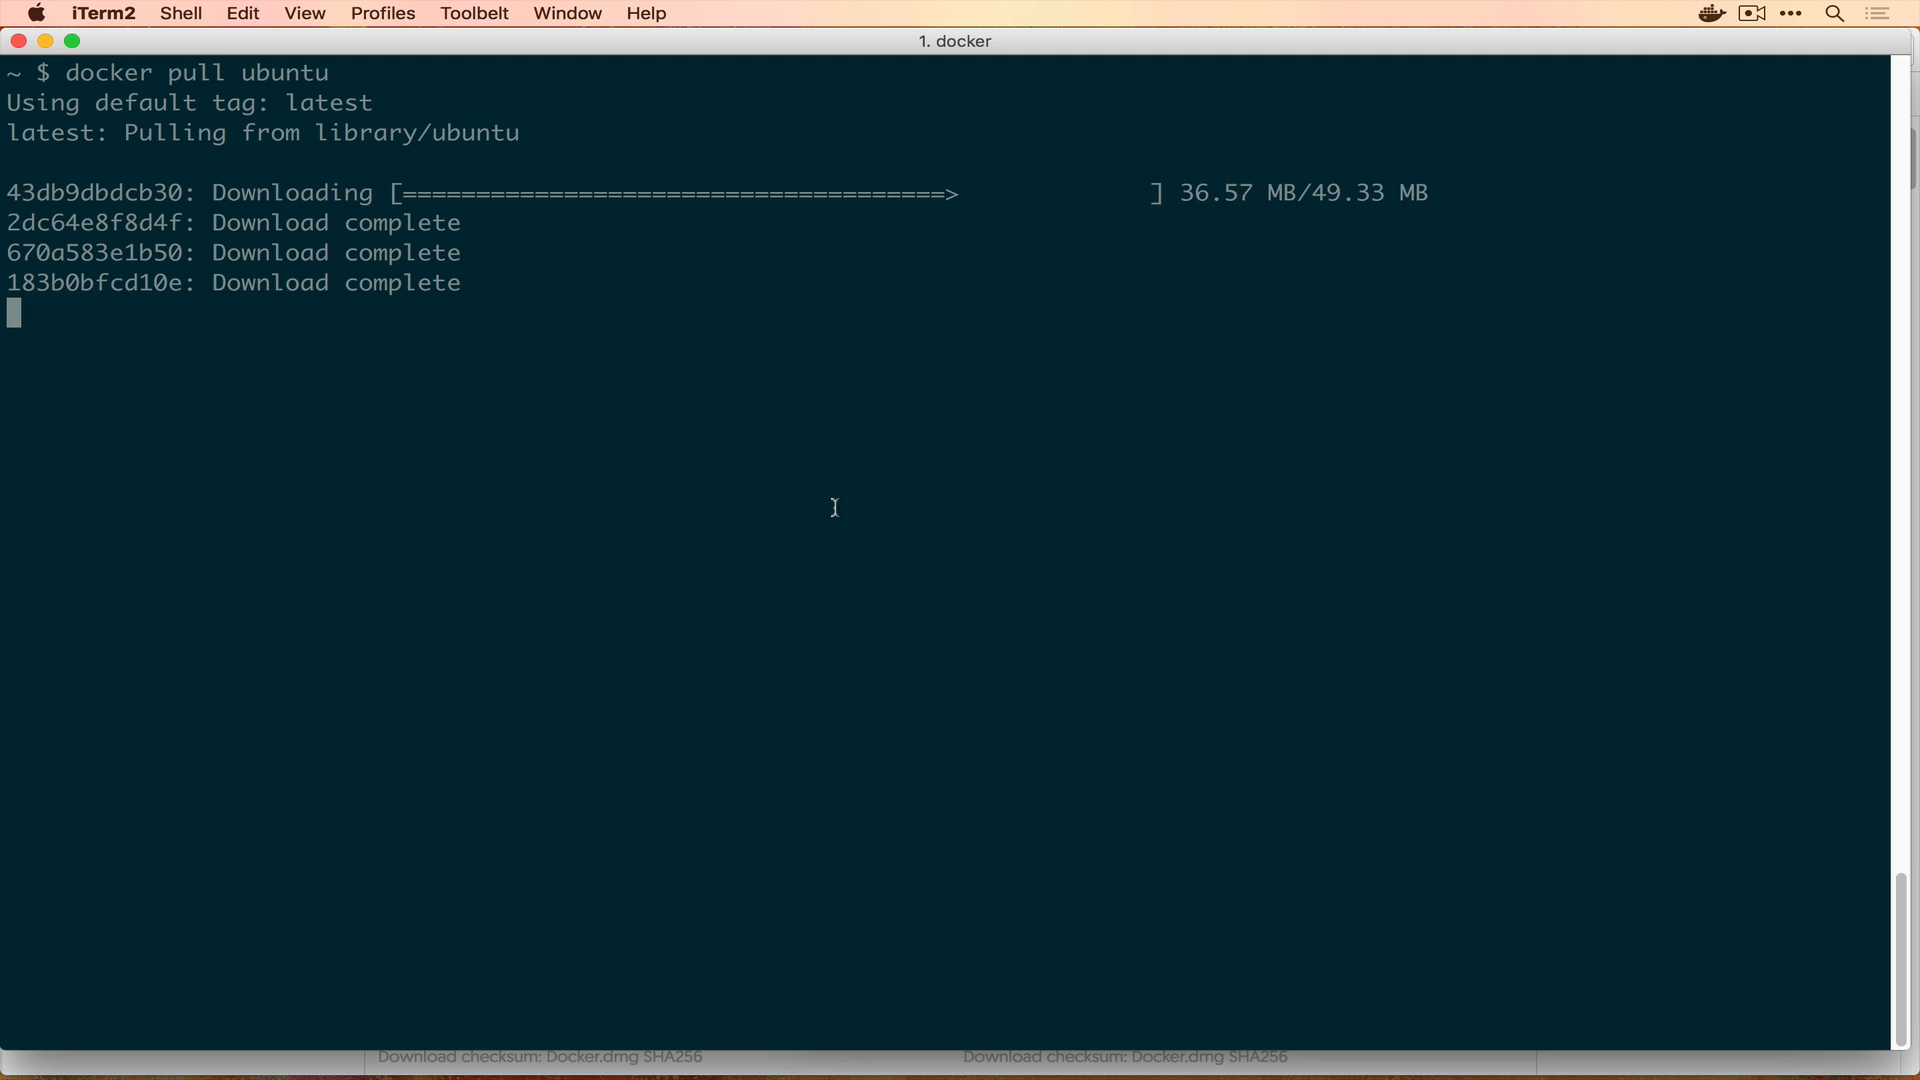 iTerm2 Shell Edit View Profiles Toolbelt Window Help
1. docker
~ $ docker pull ubuntu
Using default tag: latest
latest: Pulling from library/ubuntu
43db9dbdcb30: Downloading [=====================================>             ] 36.57 MB/49.33 MB
2dc64e8f8d4f: Download complete
670a583e1b50: Download complete
183b0bfcd10e: Download complete
Download checksum: Docker.dmg SHA256 Download checksum: Docker.dmg SHA256